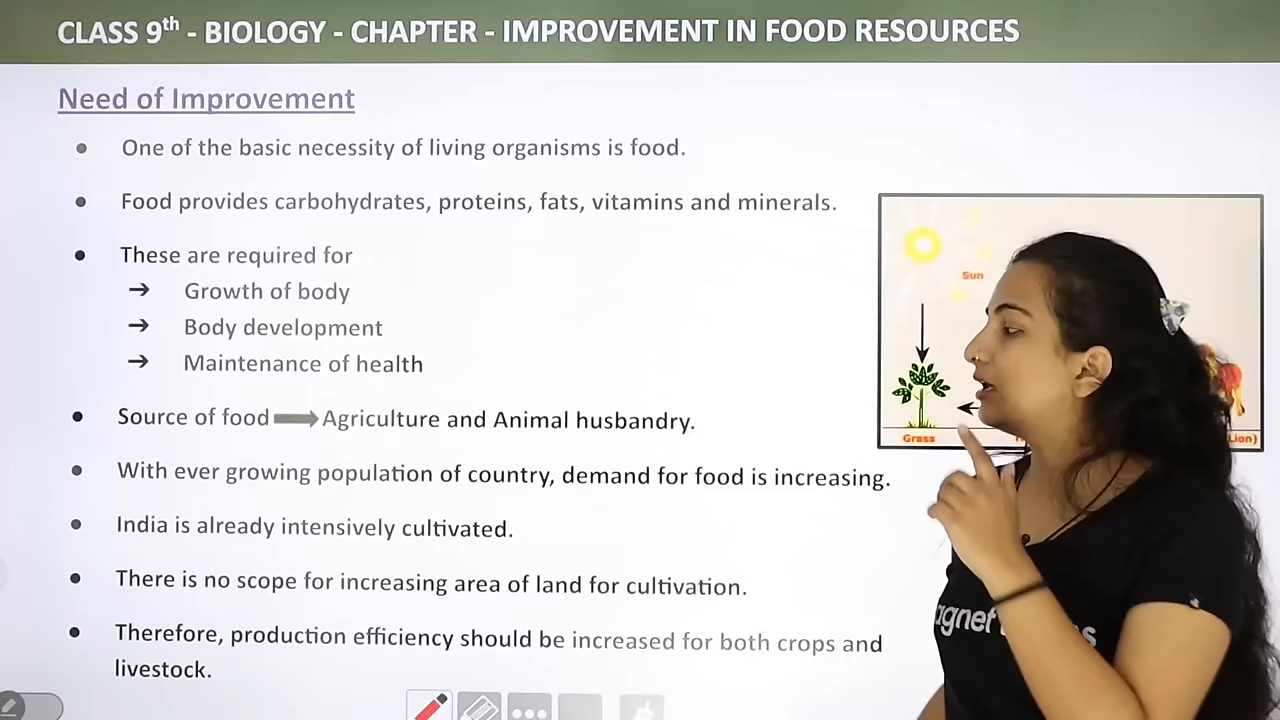 CLASS 9th - BIOLOGY - CHAPTER - IMPROVEMENT IN FOOD RESOURCES
Need of Improvement
One of the basic necessity of living organisms is food.
Food provides carbohydrates, proteins, fats, vitamins and minerals.
These are required for
Growth of body
Body development
Maintenance of health
Source of food Agriculture and Animal husbandry.
With ever growing population of country, demand for food is increasing.
India is already intensively cultivated.
There is no scope for increasing area of land for cultivation.
Therefore, production efficiency should be increased for both crops and
livestock.
Sun
Grass
Lion)